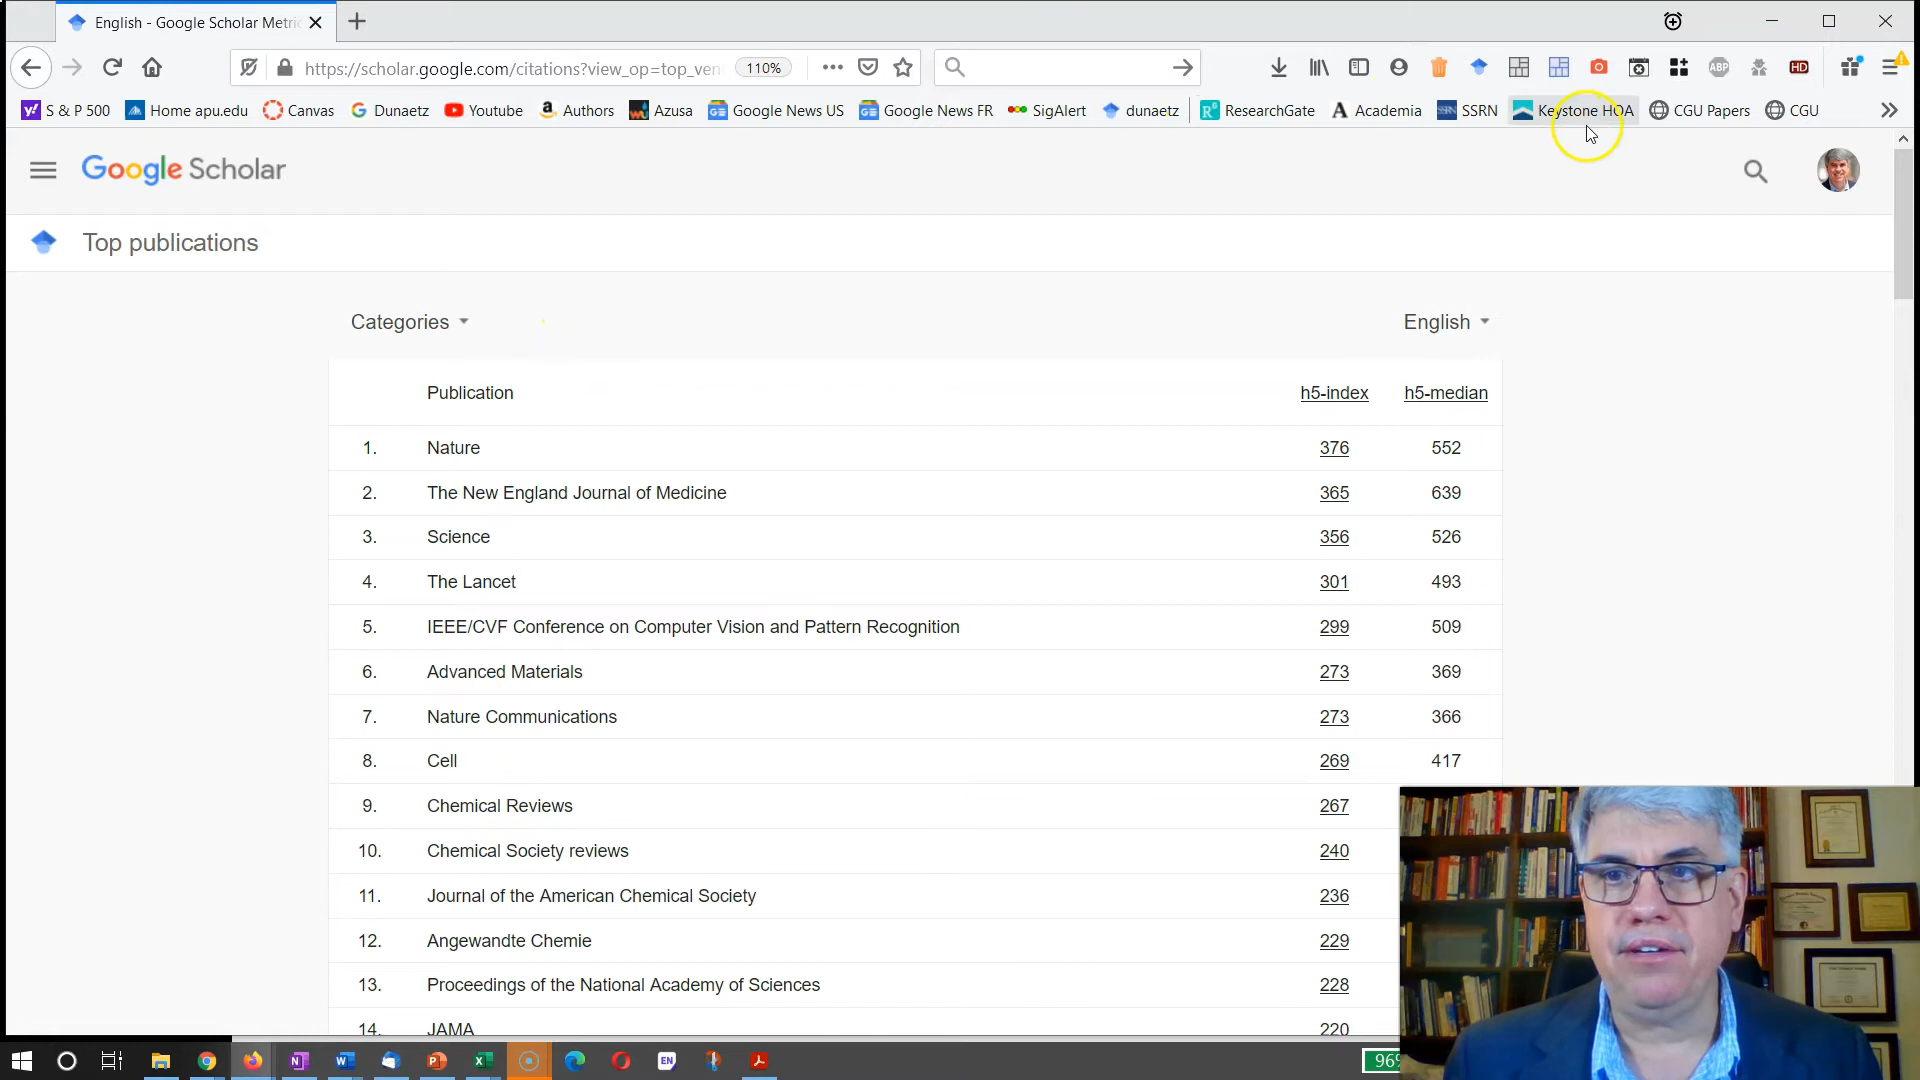 English - Google Scholar Metric
https://scholar.google.com/citations?view_op=top_ven 110%
ABP HD
S & P 500 Home apu.edu Canvas Dunaetz Youtube Authors Azusa Google News US Google News FR SigAlert dunaetz ResearchGate Academia SSRN Keystone HOA CGU Papers CGU
Google Scholar
Top publications
Categories English
Publication h5-index h5-median
1. Nature 376 552
2. The New England Journal of Medicine 365 639
3. Science 356 526
4. The Lancet 301 493
5. IEEE/CVF Conference on Computer Vision and Pattern Recognition 299 509
6. Advanced Materials 273 369
7. Nature Communications 273 366
8. Cell 269 417
9. Chemical Reviews 267
10. Chemical Society reviews 240
11. Journal of the American Chemical Society 236
12. Angewandte Chemie 229
13. Proceedings of the National Academy of Sciences 228
14. JAMA 220
EN 96%